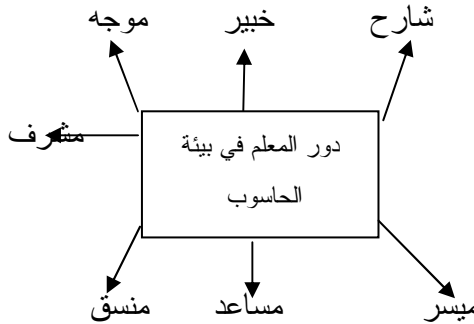 شارح
خبير
موجه
مشرف
دور المعلم في بيئة
الحاسوب
ميسر
مساعد
منسق